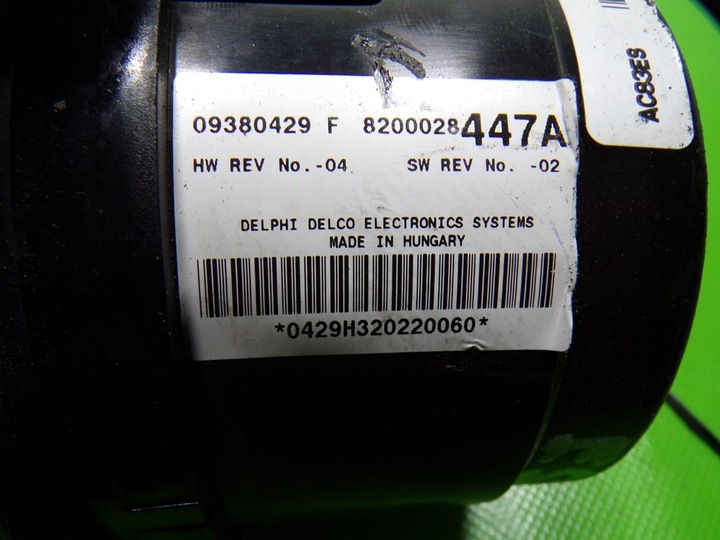 09380429 F 8200028447A
HW REV No.-04 SW REV No. -02
DELPHI DELCO ELECTRONICS SYSTEMS
MADE IN HUNGARY
*0429H320220060*
AC83ES